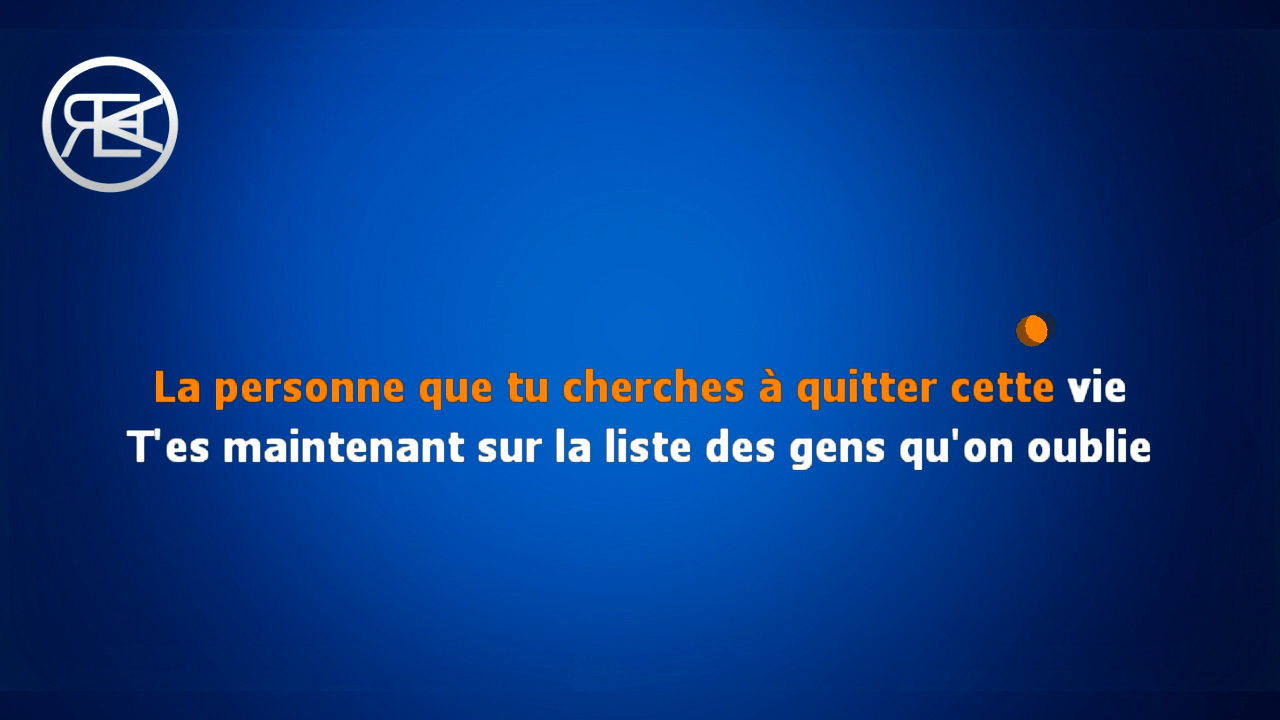 La personne que tu cherches à quitter cette vie
T'es maintenant sur la liste des gens qu'on oublie